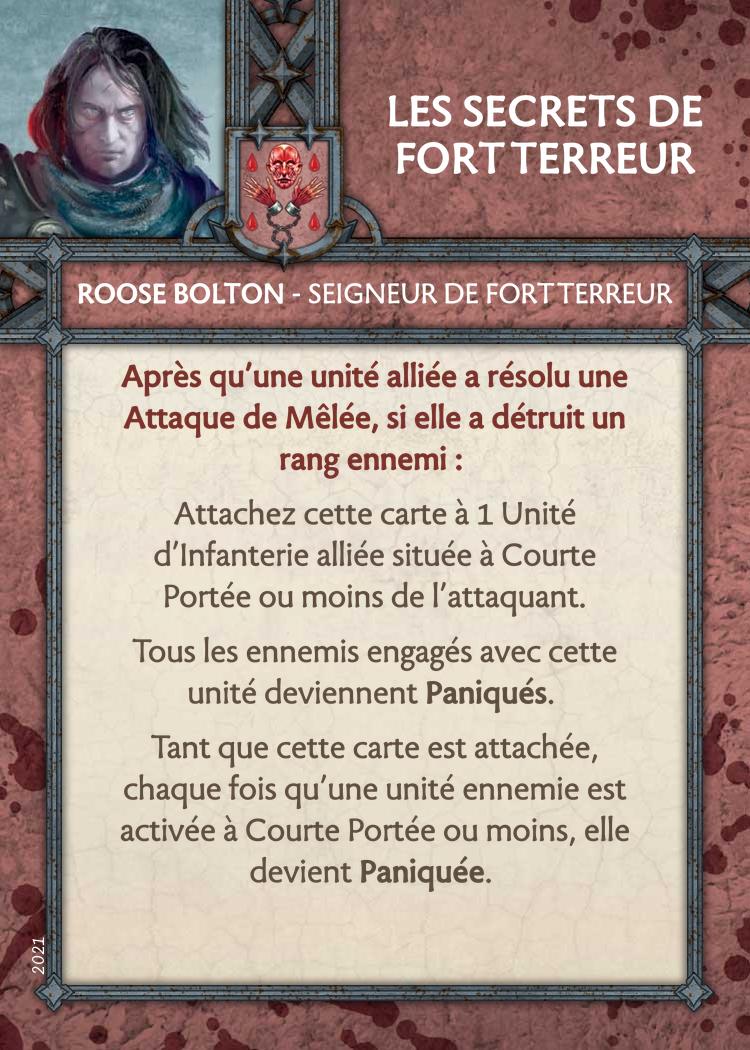 LES SECRETS DE
FORT TERREUR
ROOSE BOLTON - SEIGNEUR DE FORT TERREUR
Après qu'une unité alliée a résolu une
Attaque de Mêlée, si elle a détruit un
rang ennemi :
Attachez cette carte à 1 Unité
d'Infanterie alliée située à Courte
Portée ou moins de l'attaquant.
Tous les ennemis engagés avec cette
unité deviennent Paniqués.
Tant que cette carte est attachée,
chaque fois qu'une unité ennemie est
activée à Courte Portée ou moins, elle
devient Paniquée.
2021